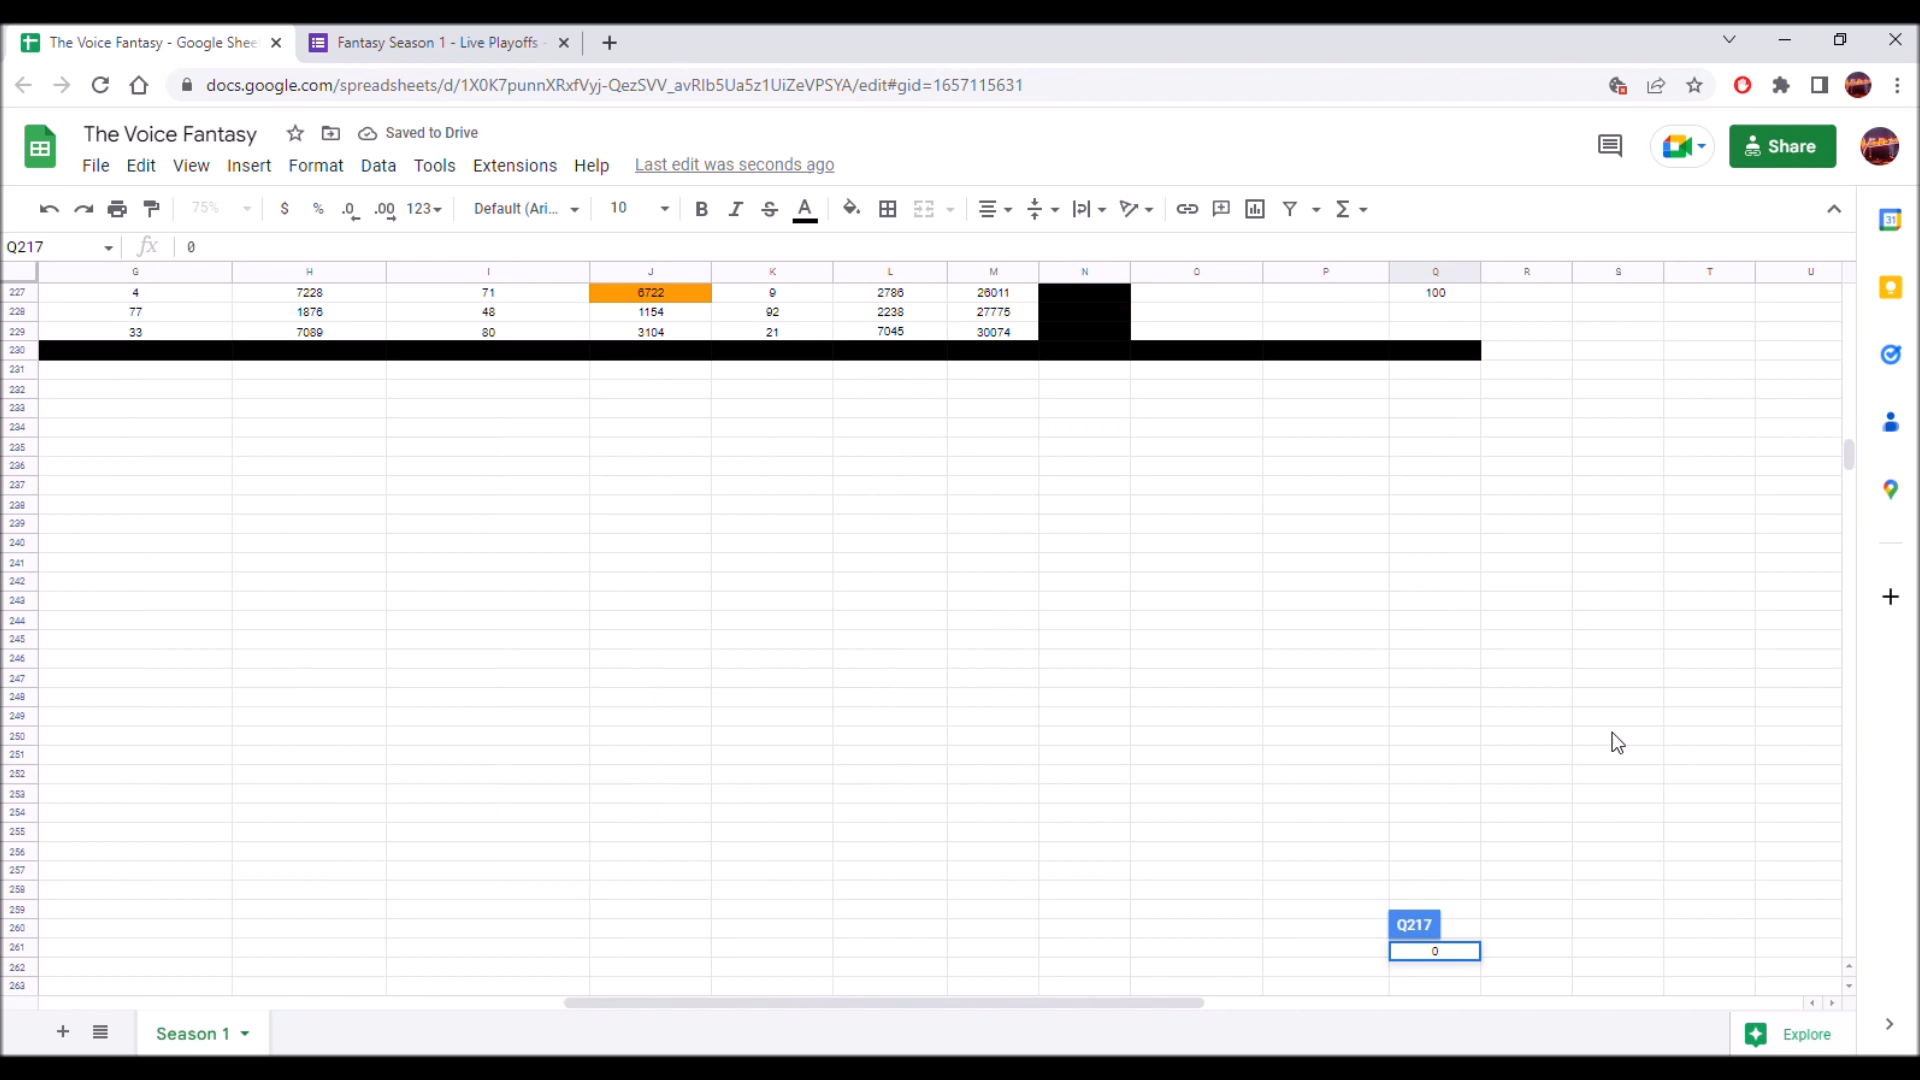 The Voice Fantasy - Google Shee
Fantasy Season 1 - Live Playoffs -
docs.google.com/spreadsheets/d/1X0K7punnXRxfVyj-QezSVV_avRIb5Ua5z1UiZeVPSYA/edit#gid=1657115631
The Voice Fantasy
Saved to Drive
File Edit View Insert Format Data Tools Extensions Help Last edit was seconds ago
Share
75% $ % .0 .00 123 Default (Ari... 10 B I S A Σ
31
Q217 fx 0
G H I J K L M N O P Q R S T U
227 4 7228 71 6722 9 2786 26011 100
228 77 1876 48 1154 92 2238 27775
229 33 7089 80 3104 21 7045 30074
230
231
232
233
234
235
236
237
238
239
240
241
242
243
244
245
246
247
248
249
250
251
252
253
254
255
256
257
258
259
260 Q217
261 0
262
263
Season 1
Explore